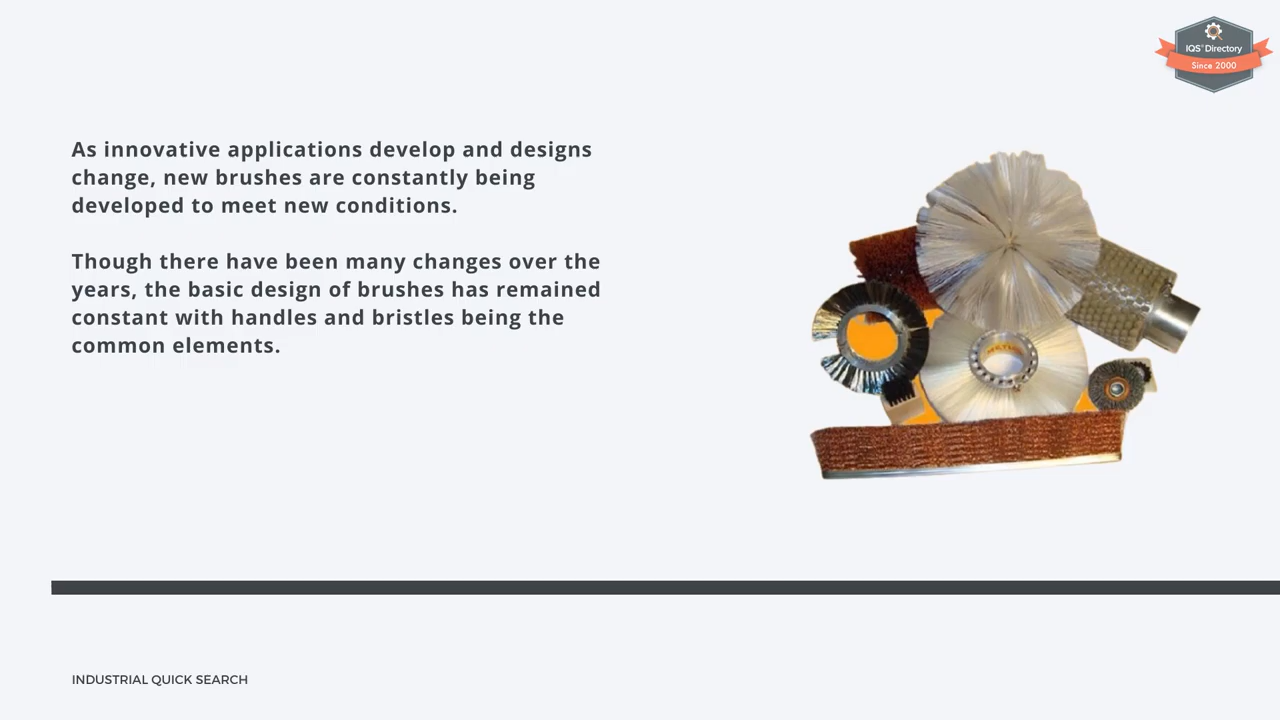 IQS® Directory
Since 2000
As innovative applications develop and designs
change, new brushes are constantly being
developed to meet new conditions.
Though there have been many changes over the
years, the basic design of brushes has remained
constant with handles and bristles being the
common elements.
INDUSTRIAL QUICK SEARCH